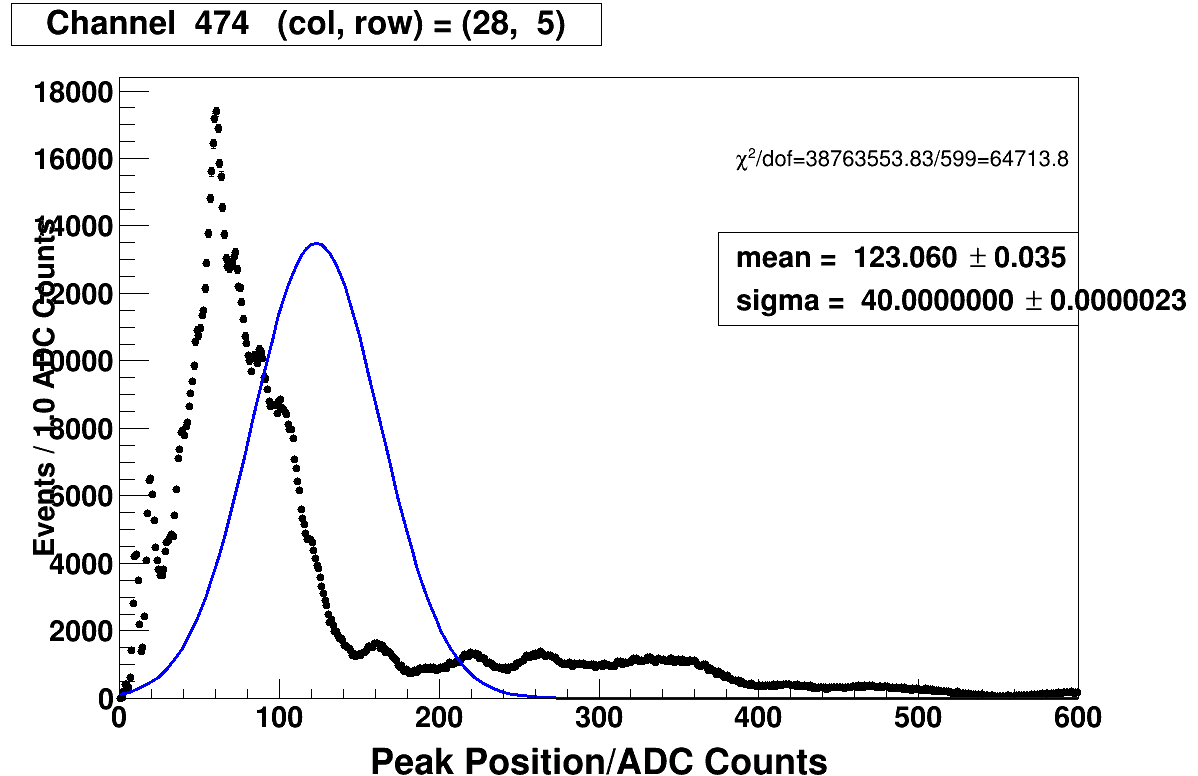 Channel 474 (col, row) = (28, 5)
18000
16000
14000
12000
10000
8000
6000
4000
2000
0
Events / 1.0 ADC Counts
χ²/dof=38763553.83/599=64713.8
mean = 123.060 ± 0.035
sigma = 40.0000000 ± 0.0000023
0 100 200 300 400 500 600
Peak Position/ADC Counts